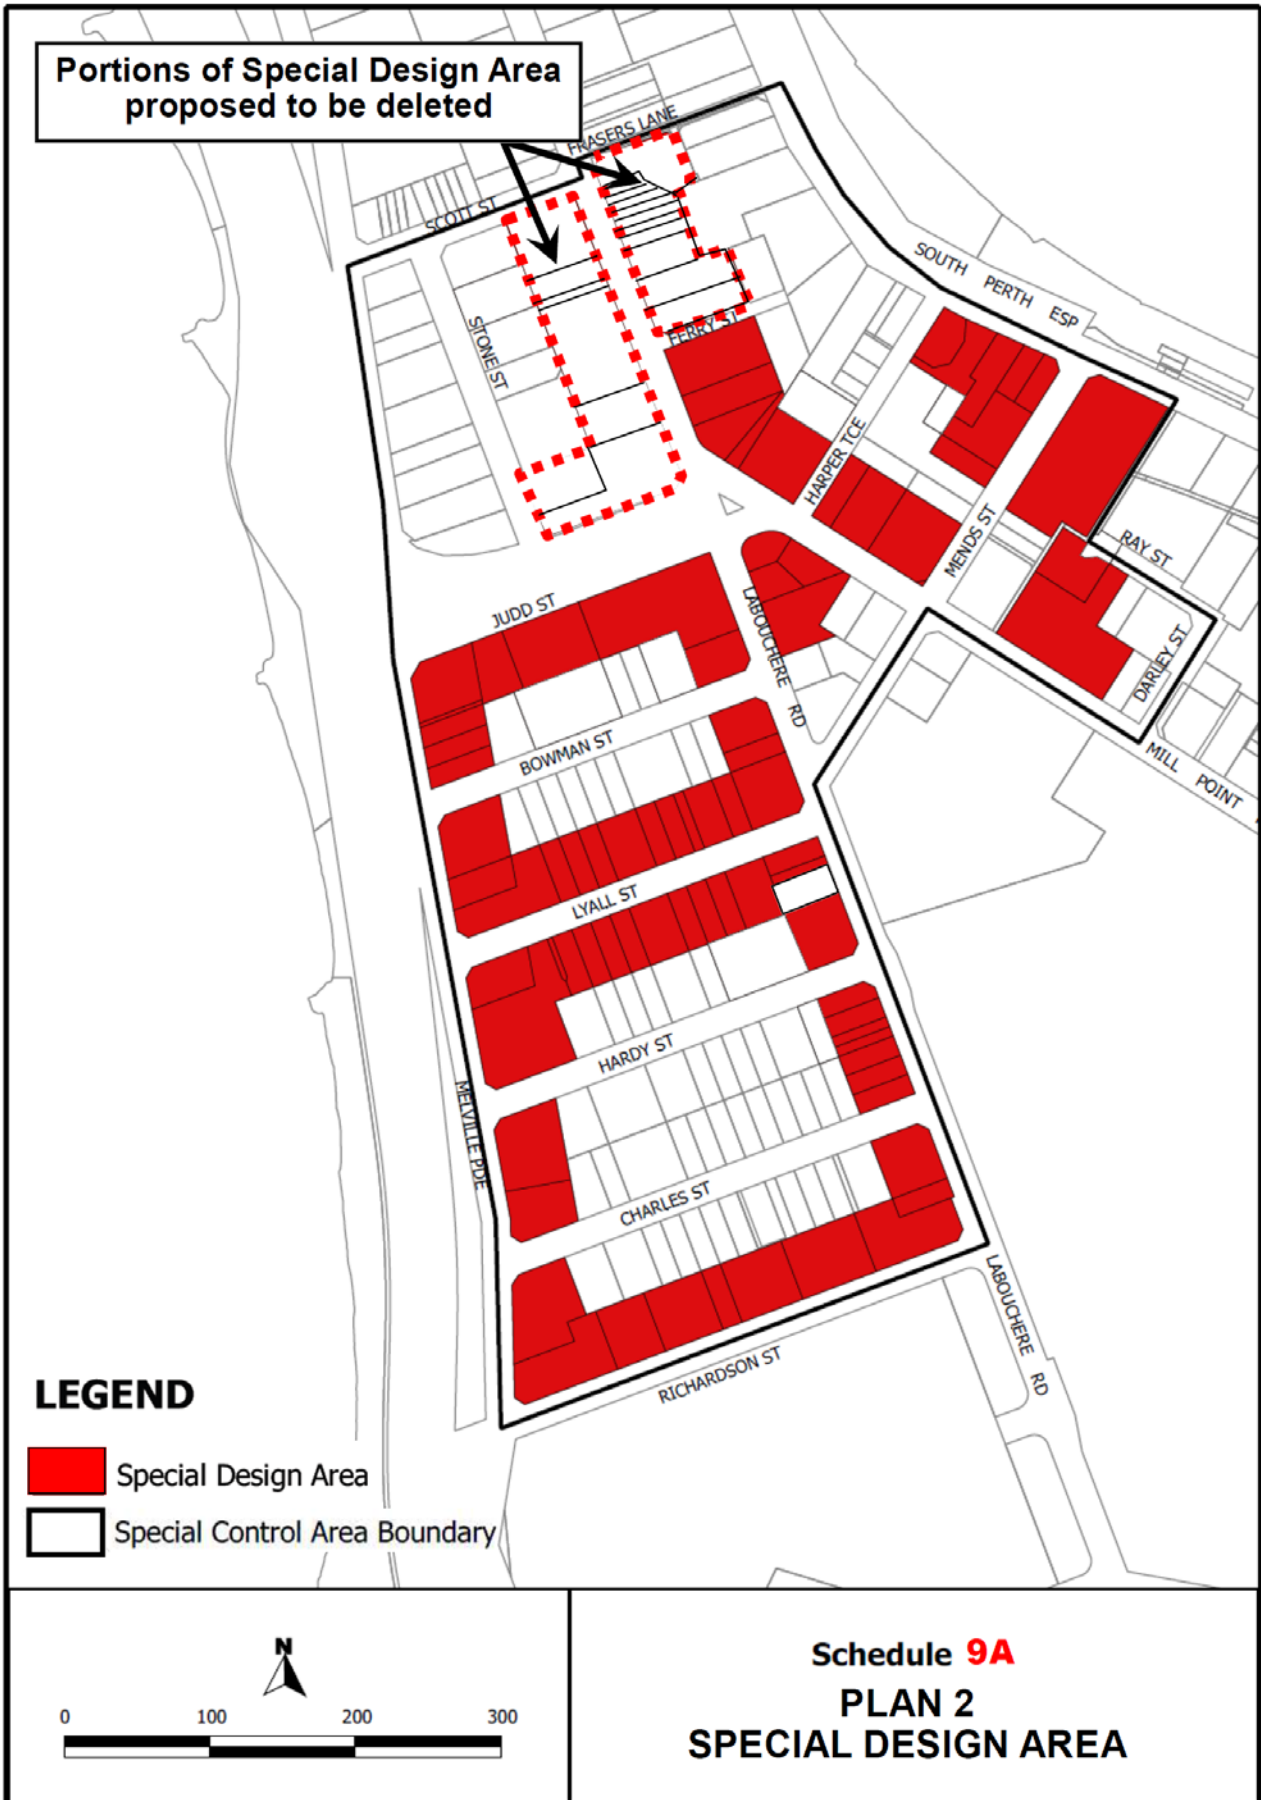 Portions of Special Design Area
proposed to be deleted
FRASERS LANE
SCOTT ST
STONE ST
FERRY ST
SOUTH PERTH ESP
HARPER TCE
MENDS ST
RAY ST
DARLEY ST
MILL POINT
JUDD ST
LABOUCHERE RD
BOWMAN ST
LYALL ST
HARDY ST
MELVILLE PDE
CHARLES ST
LABOUCHERE RD
RICHARDSON ST
LEGEND
Special Design Area
Special Control Area Boundary
N
0 100 200 300
Schedule 9A
PLAN 2
SPECIAL DESIGN AREA